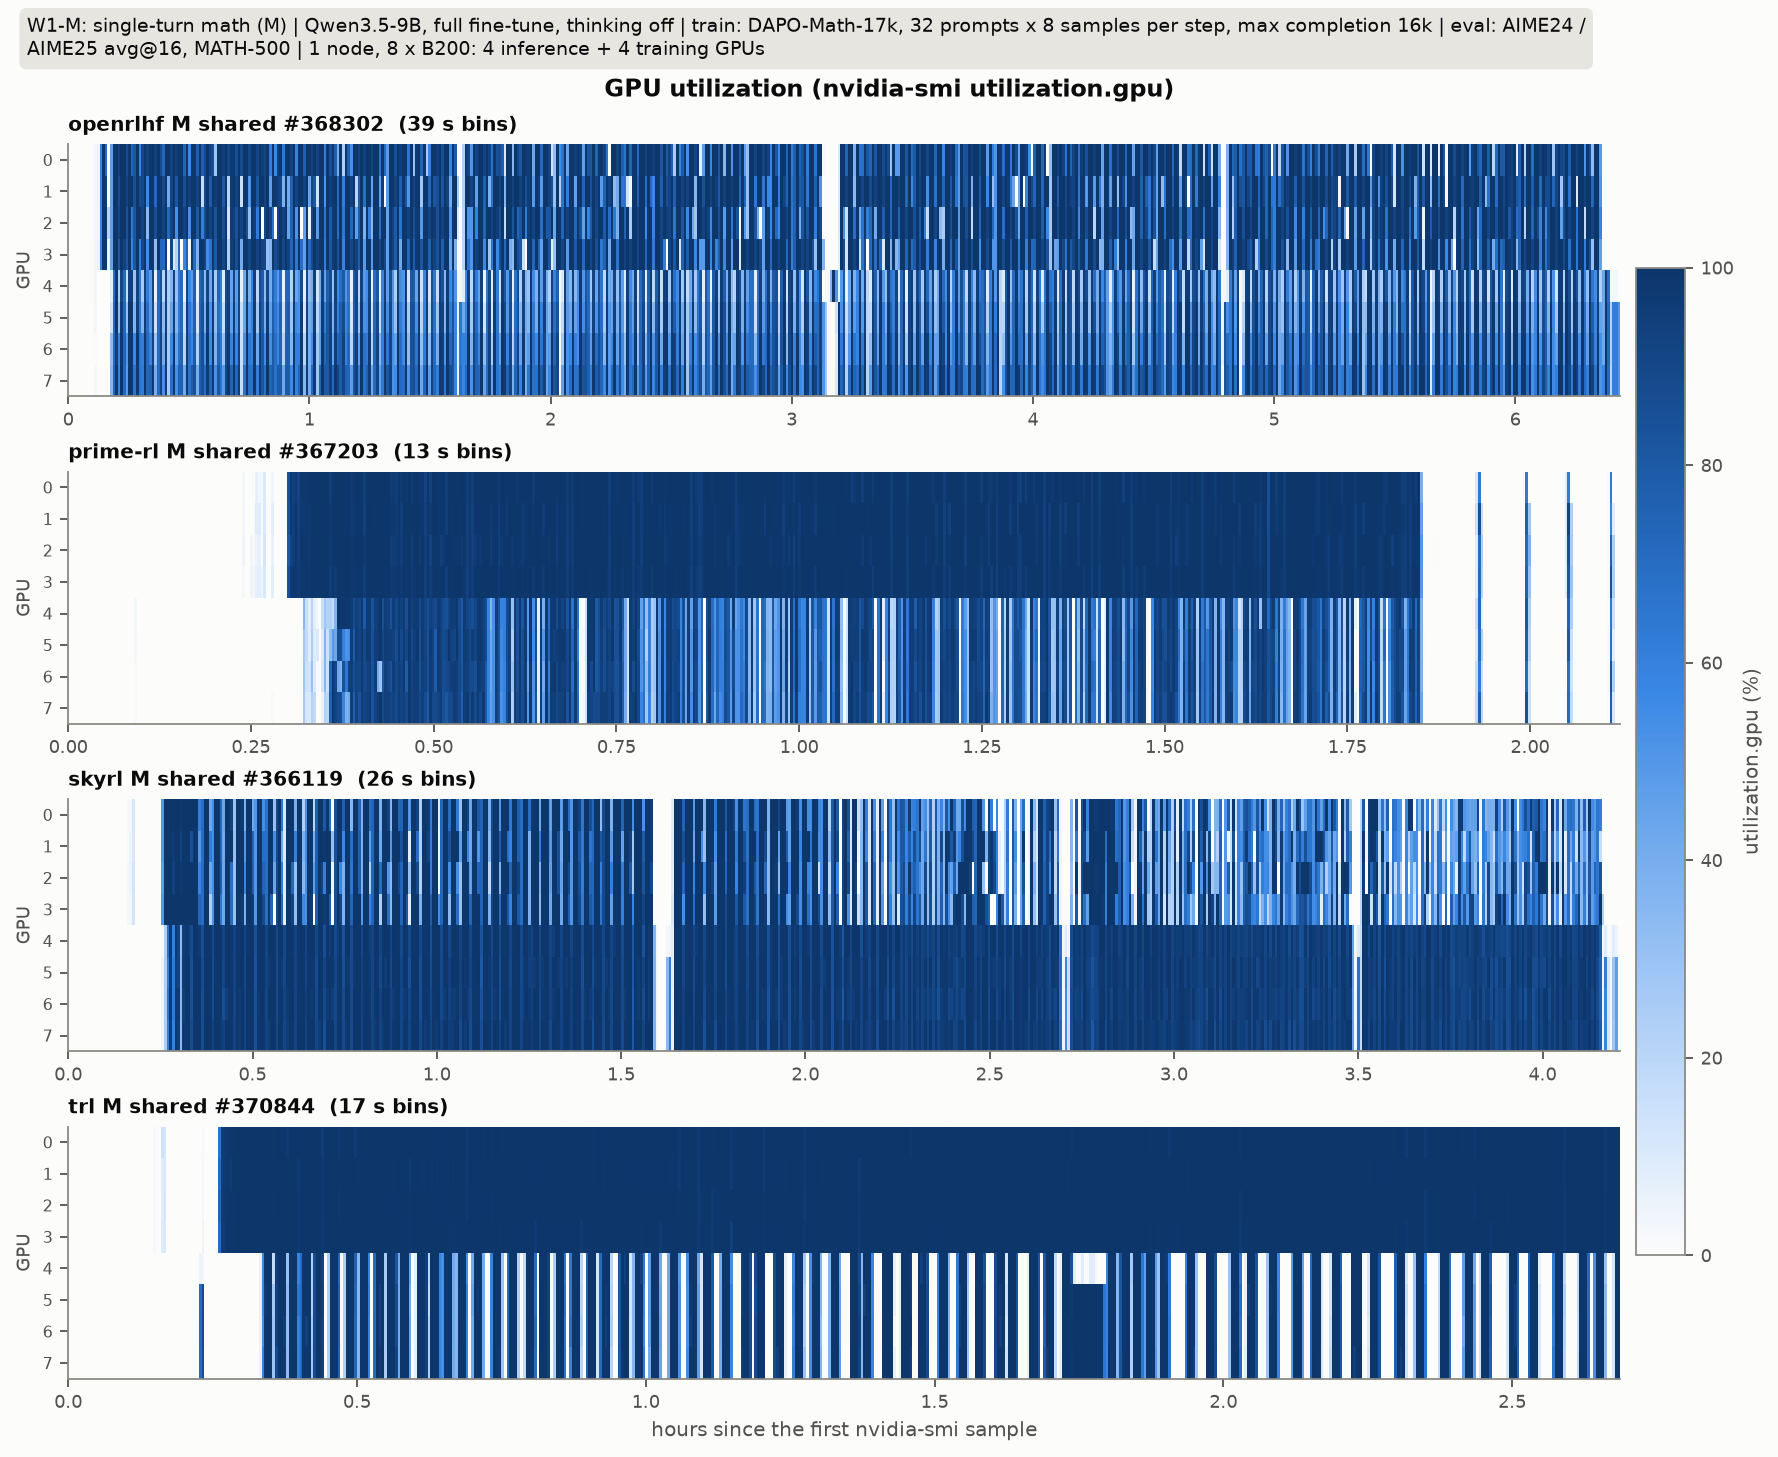 W1-M: single-turn math (M) | Qwen3.5-9B, full fine-tune, thinking off | train: DAPO-Math-17k, 32 prompts x 8 samples per step, max completion 16k | eval: AIME24 /
AIME25 avg@16, MATH-500 | 1 node, 8 x B200: 4 inference + 4 training GPUs
GPU utilization (nvidia-smi utilization.gpu)
openrlhf M shared #368302 (39 s bins)
GPU
0
1
2
3
4
5
6
7
0 1 2 3 4 5 6
prime-rl M shared #367203 (13 s bins)
GPU
0
1
2
3
4
5
6
7
0.00 0.25 0.50 0.75 1.00 1.25 1.50 1.75 2.00
skyrl M shared #366119 (26 s bins)
GPU
0
1
2
3
4
5
6
7
0.0 0.5 1.0 1.5 2.0 2.5 3.0 3.5 4.0
trl M shared #370844 (17 s bins)
GPU
0
1
2
3
4
5
6
7
0.0 0.5 1.0 1.5 2.0 2.5
hours since the first nvidia-smi sample
100
80
60
40
20
0
utilization.gpu (%)